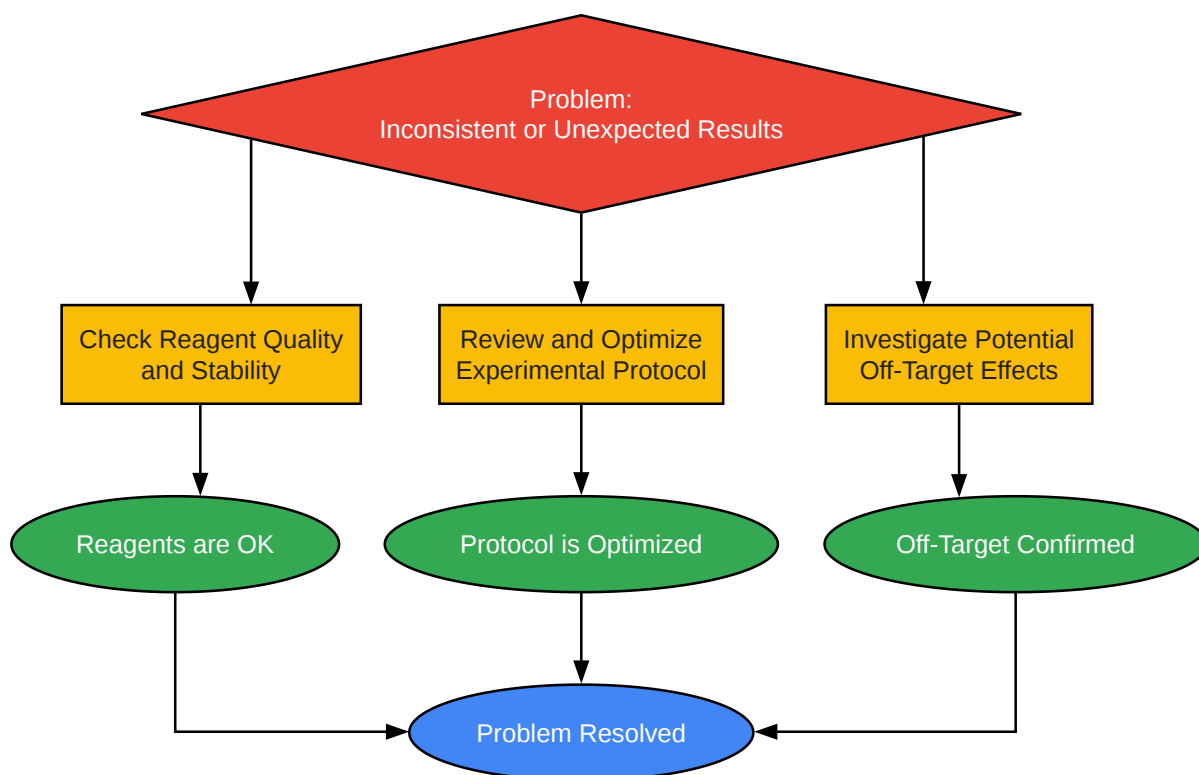 Problem:
Inconsistent or Unexpected Results
Check Reagent Quality
and Stability
Review and Optimize
Experimental Protocol
Investigate Potential
Off-Target Effects
Reagents are OK
Protocol is Optimized
Off-Target Confirmed
Problem Resolved